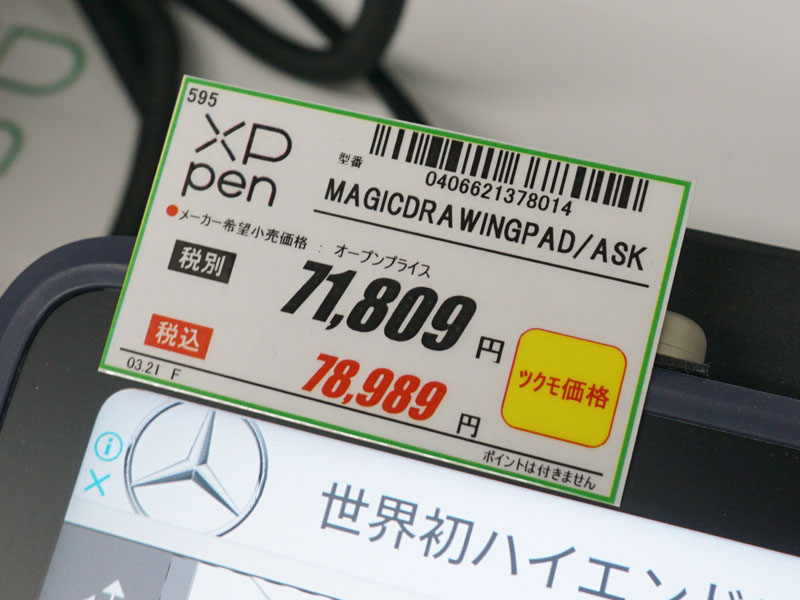 595
XPPen
型番
0406621378014
MAGICDRAWINGPAD/ASK
●メーカー希望小売価格 : オープンプライス
税別 71,809 円
税込 78,989 円
ツクモ価格
03.21 F
ポイントは付きません
世界初ハイエンド